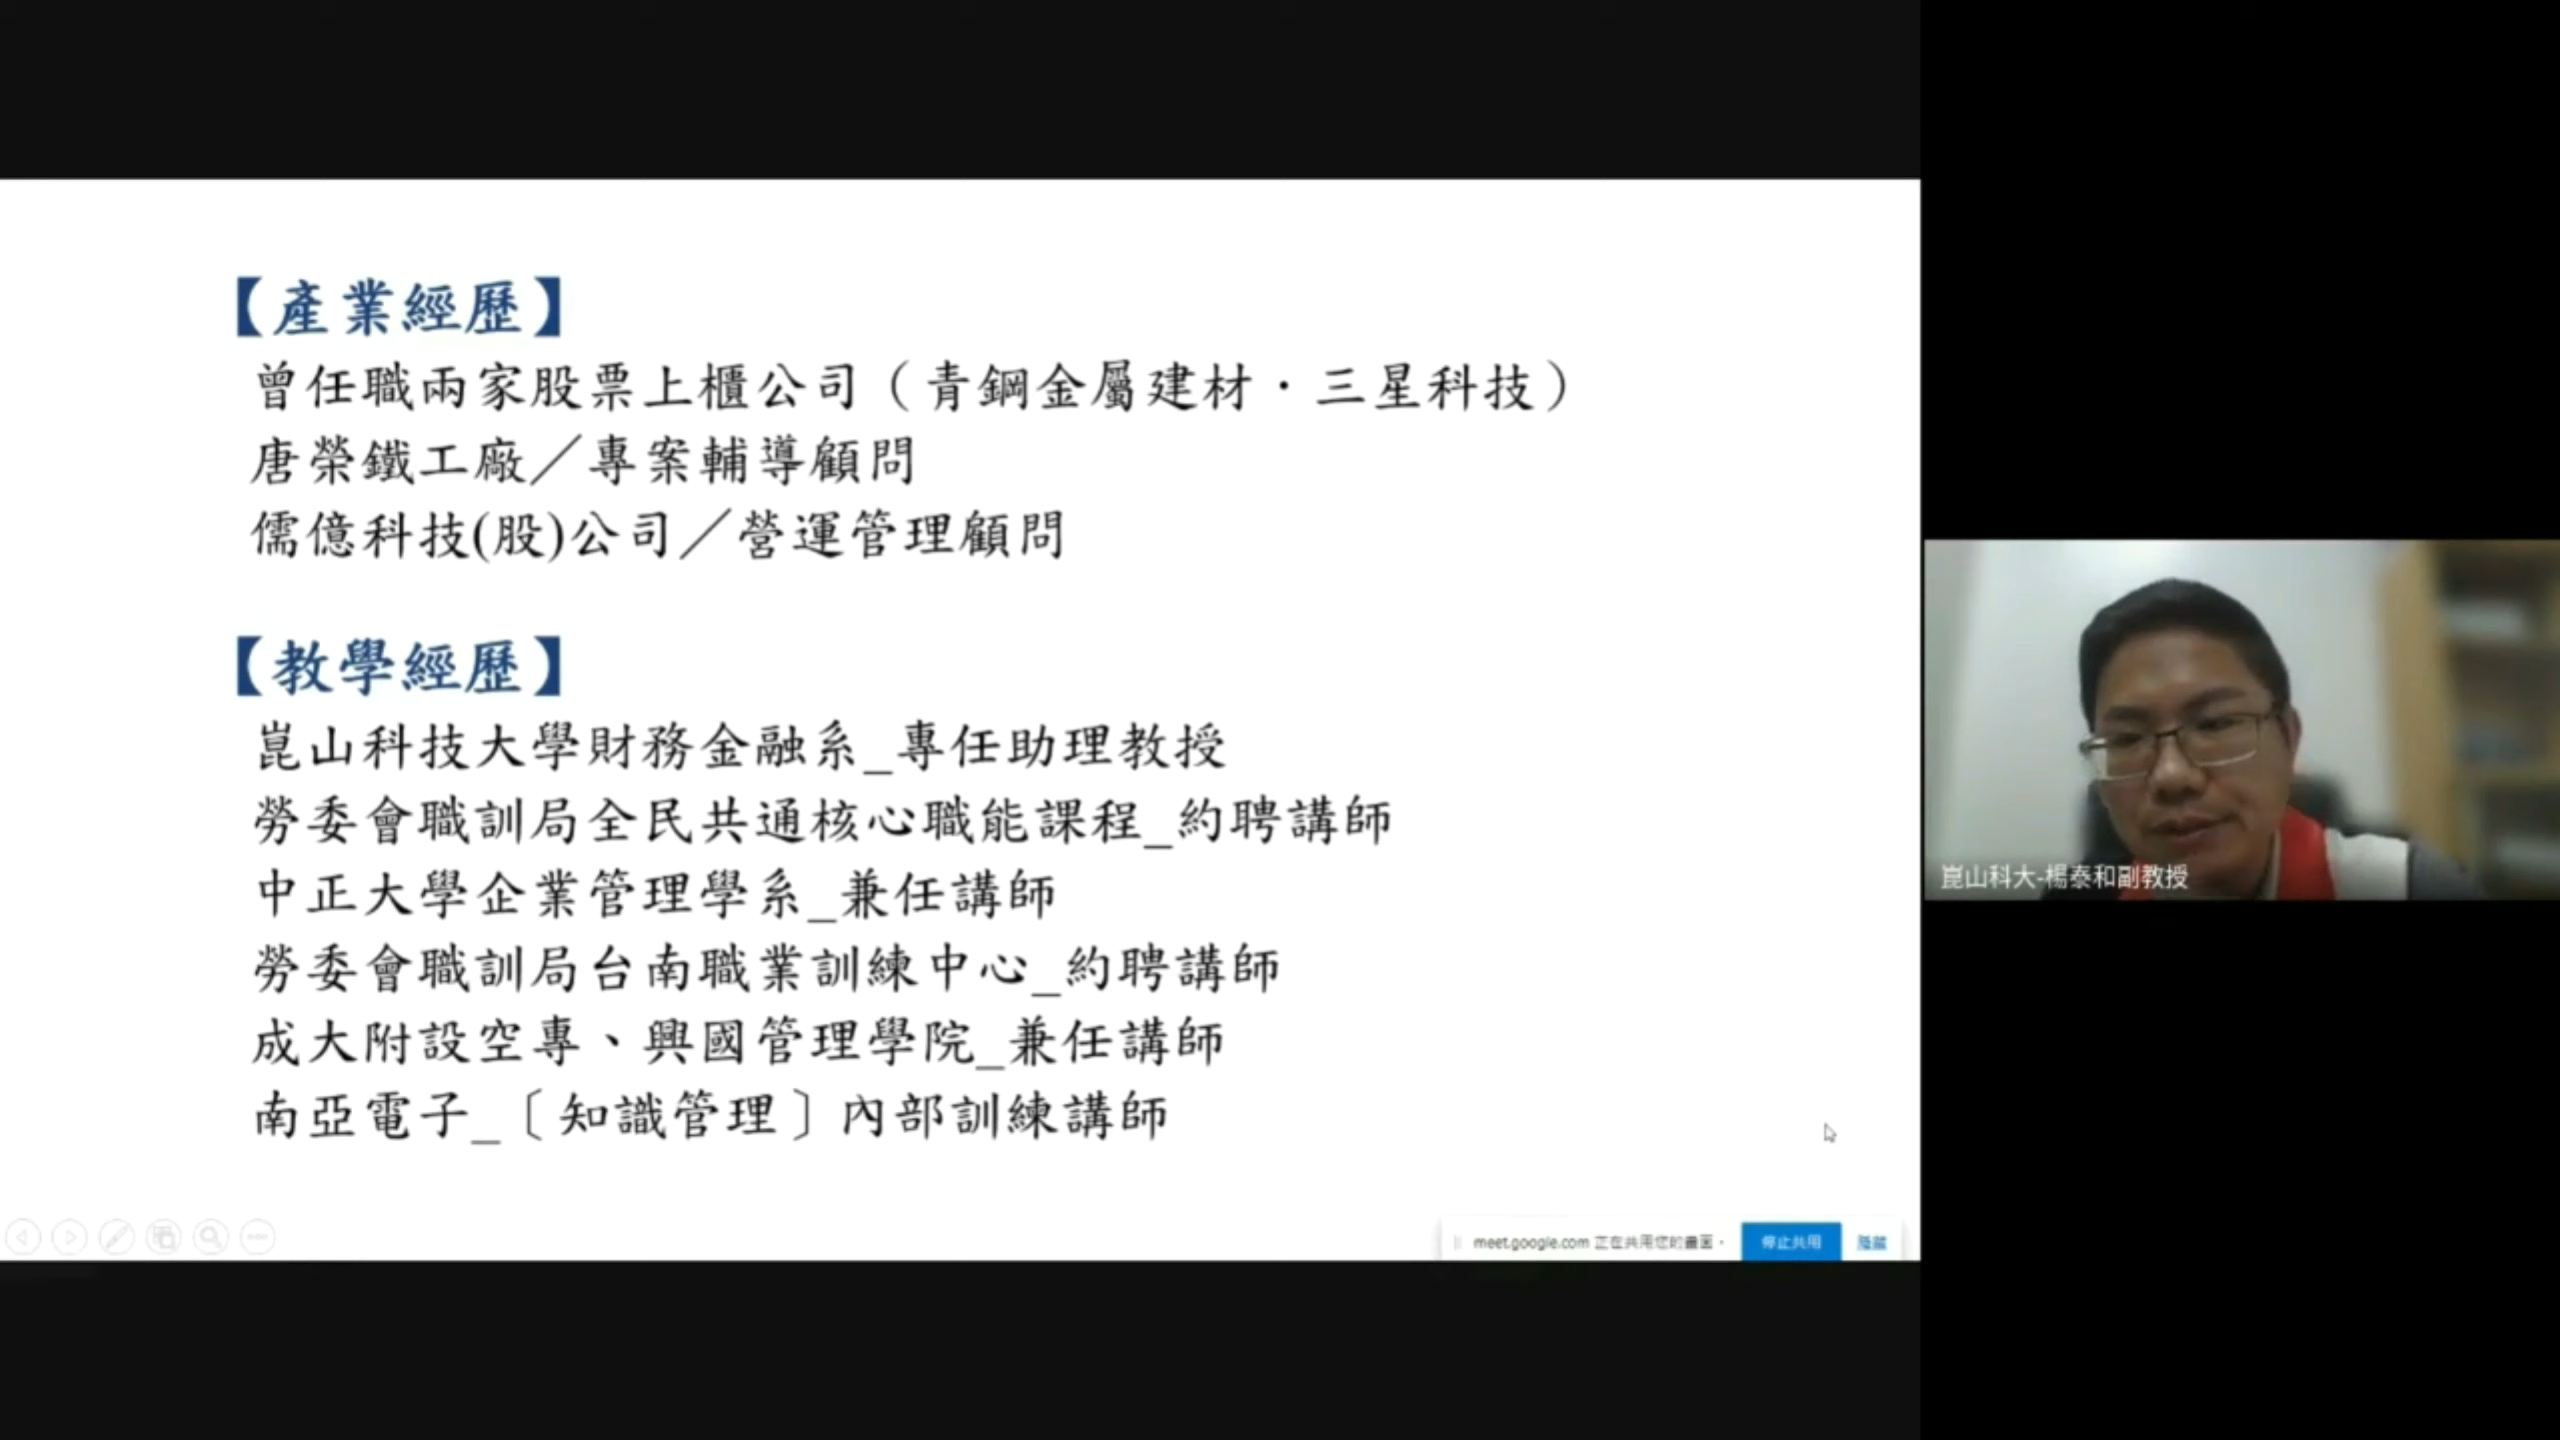 【產業經歷】
曾任職兩家股票上櫃公司（青鋼金屬建材・三星科技）
唐榮鐵工廠／專案輔導顧問
儒億科技(股)公司／營運管理顧問
【教學經歷】
崑山科技大學財務金融系_專任助理教授
勞委會職訓局全民共通核心職能課程_約聘講師
中正大學企業管理學系_兼任講師
勞委會職訓局台南職業訓練中心_約聘講師
成大附設空專、興國管理學院_兼任講師
南亞電子_〔知識管理〕內部訓練講師
meet.google.com 正在共用您的畫面。 停止共用 隱藏
崑山科大-楊泰和副教授